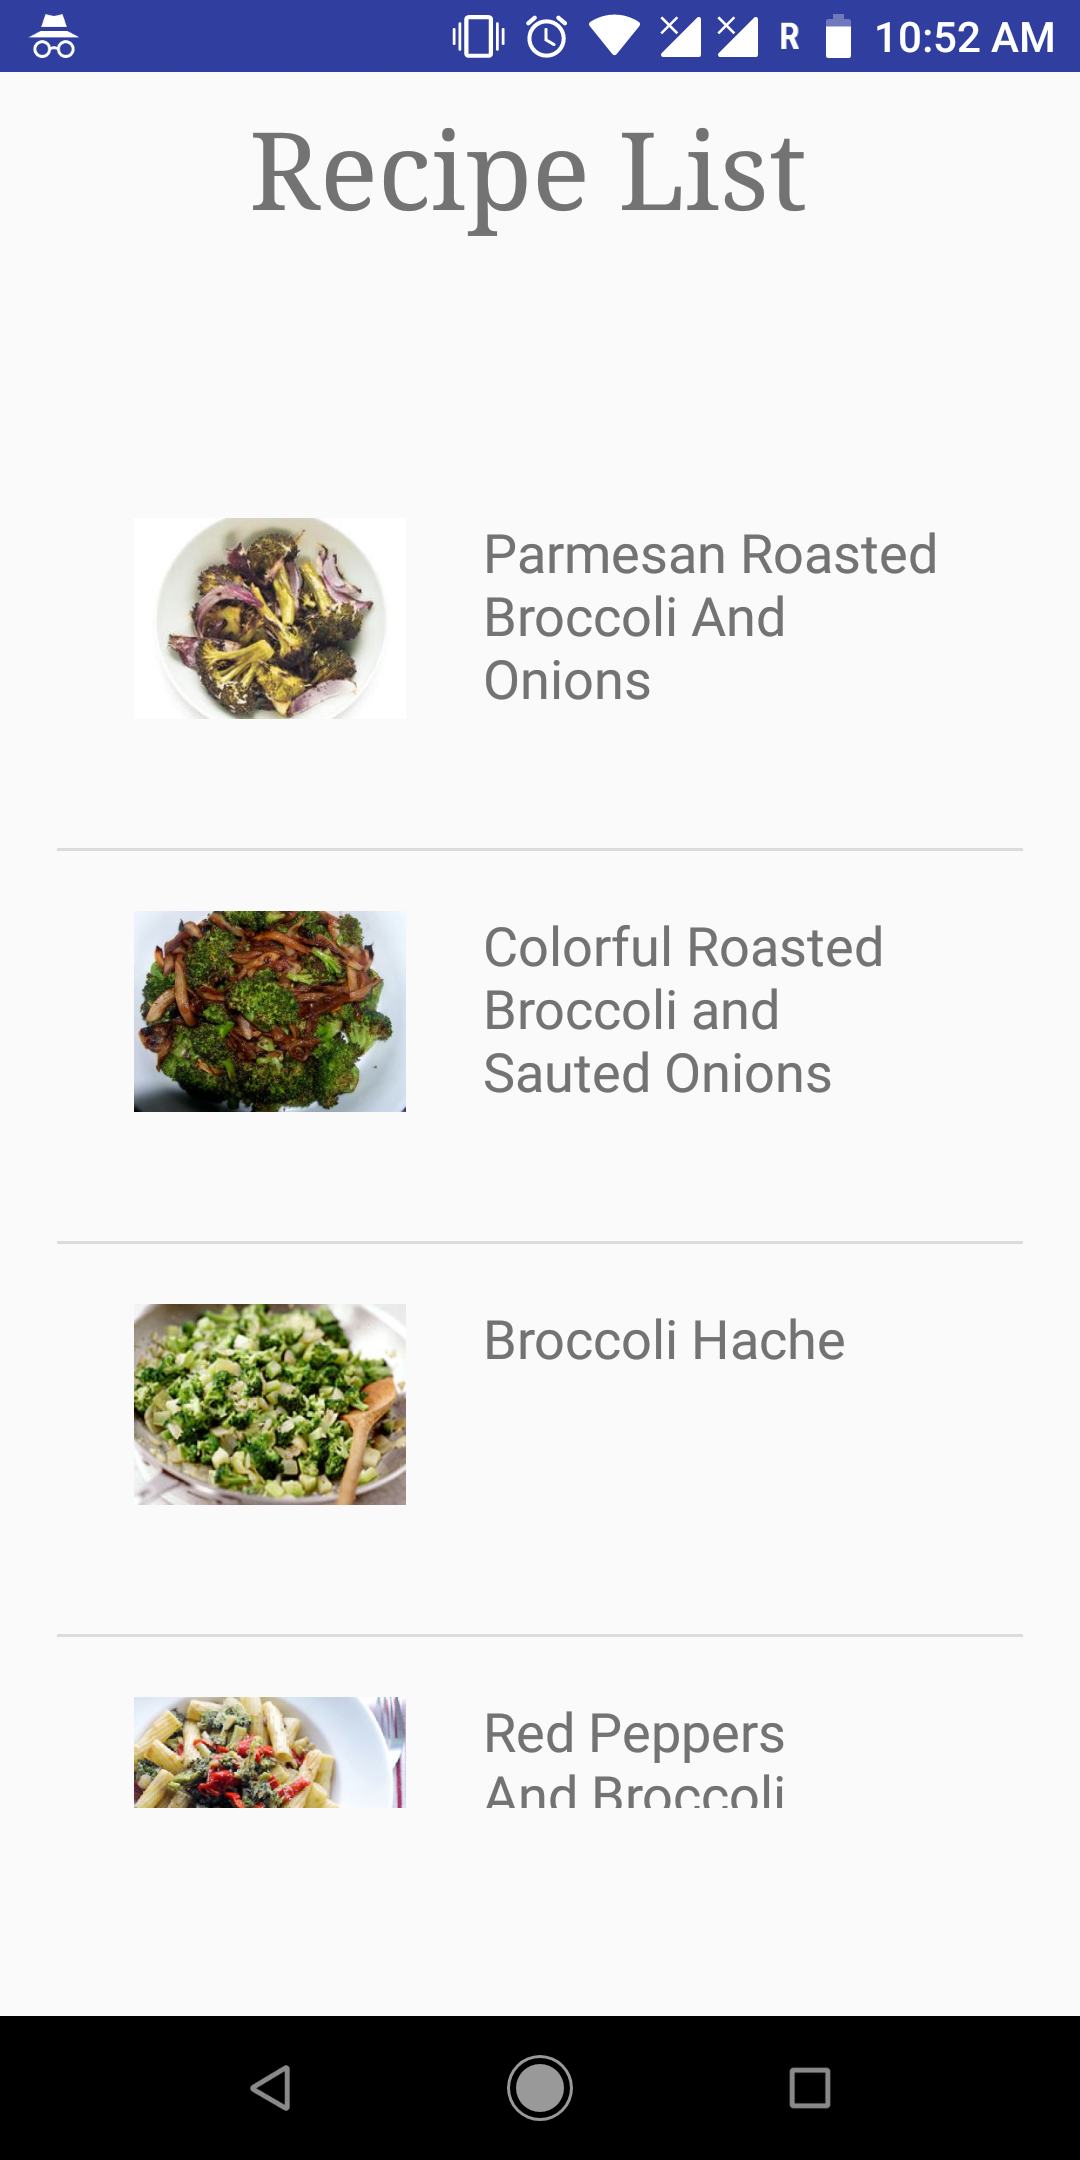 R 10:52 AM
Recipe List
Parmesan Roasted
Broccoli And
Onions
Colorful Roasted
Broccoli and
Sauted Onions
Broccoli Hache
Red Peppers
And Broccoli